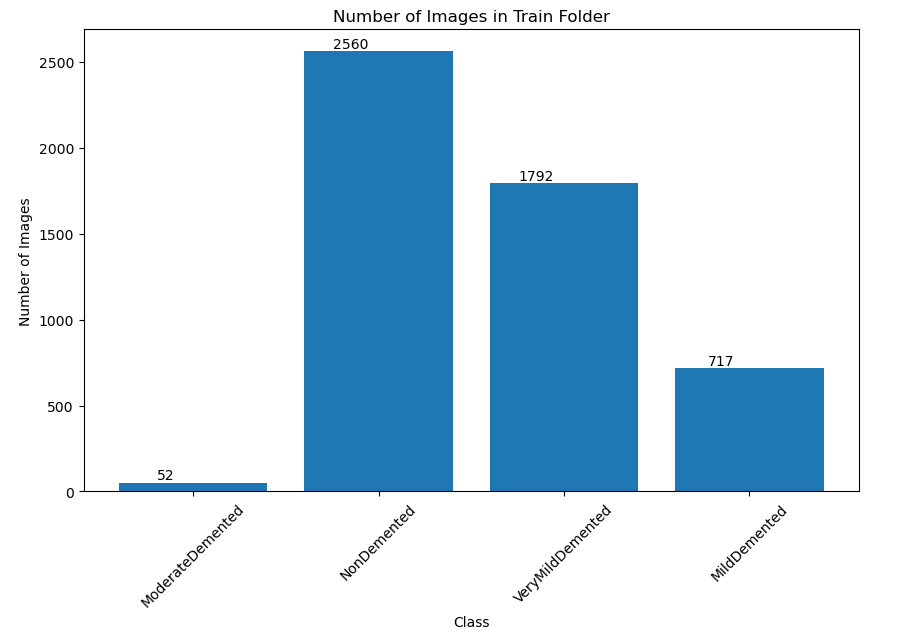 Number of Images in Train Folder
Number of Images
2500
2000
1500
1000
500
0
52
2560
1792
717
ModerateDemented
NonDemented
VeryMildDemented
MildDemented
Class